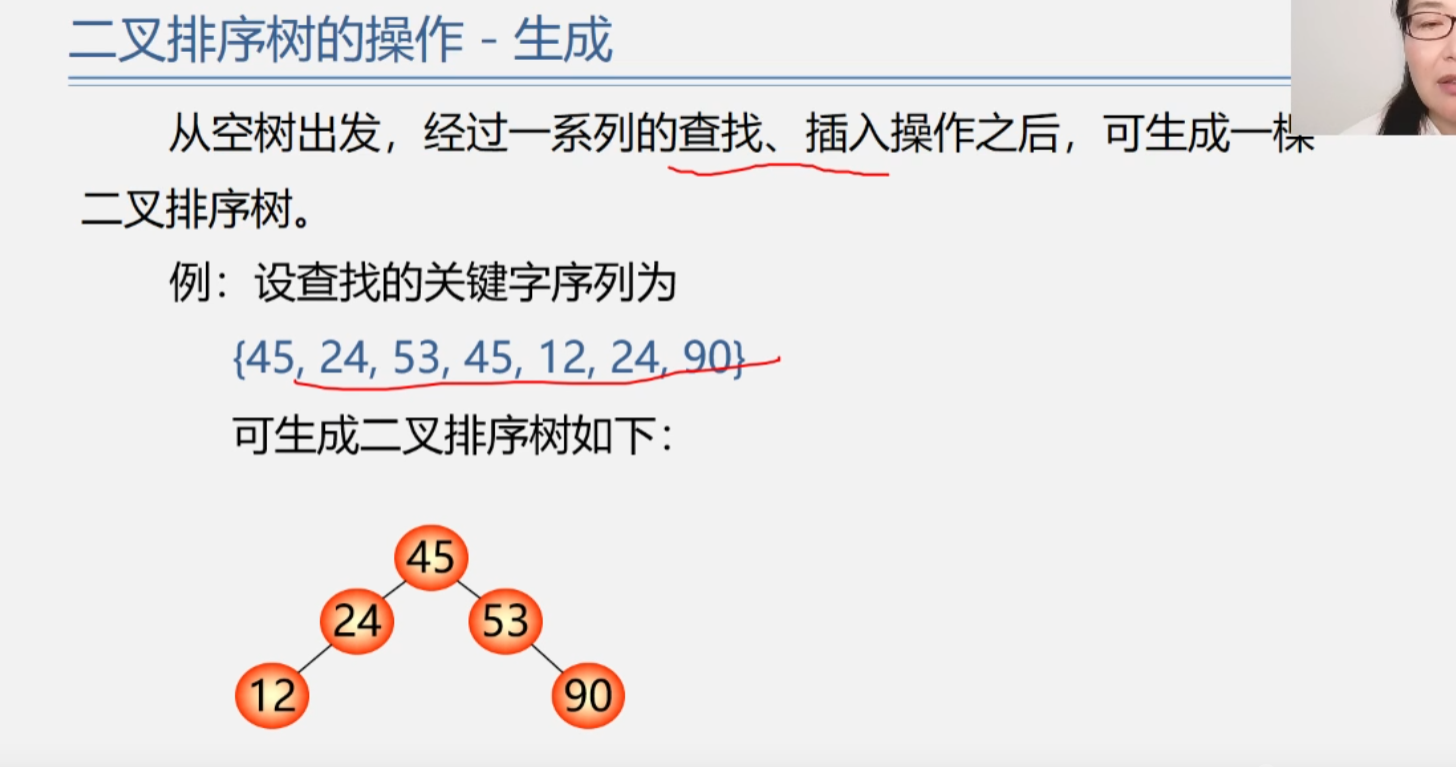 二叉排序树的操作 - 生成
从空树出发，经过一系列的查找、插入操作之后，可生成一棵
二叉排序树。
例：设查找的关键字序列为
{45, 24, 53, 45, 12, 24, 90}
可生成二叉排序树如下：
45
24
53
12
90